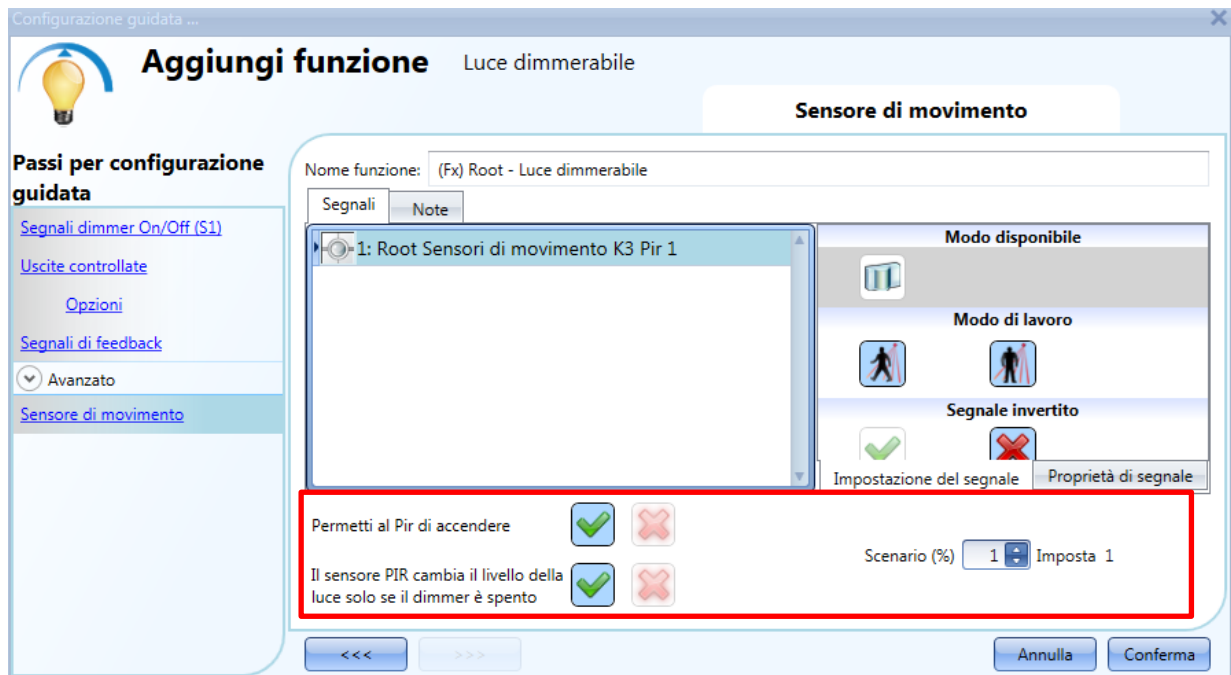 Configurazione guidata ...
Aggiungi funzione
Luce dimmerabile
Sensore di movimento
Passi per configurazione
guidata
Segnali dimmer On/Off (S1)
Uscite controllate
Opzioni
Segnali di feedback
Avanzato
Sensore di movimento
Nome funzione:
(Fx) Root - Luce dimmerabile
Segnali
Note
1: Root Sensori di movimento K3 Pir 1
Modo disponibile
Modo di lavoro
Segnale invertito
Impostazione del segnale
Proprietà di segnale
Permetti al Pir di accendere
Il sensore PIR cambia il livello della
luce solo se il dimmer è spento
Scenario (%)
1
Imposta 1
<<<
>>>
Annulla
Conferma